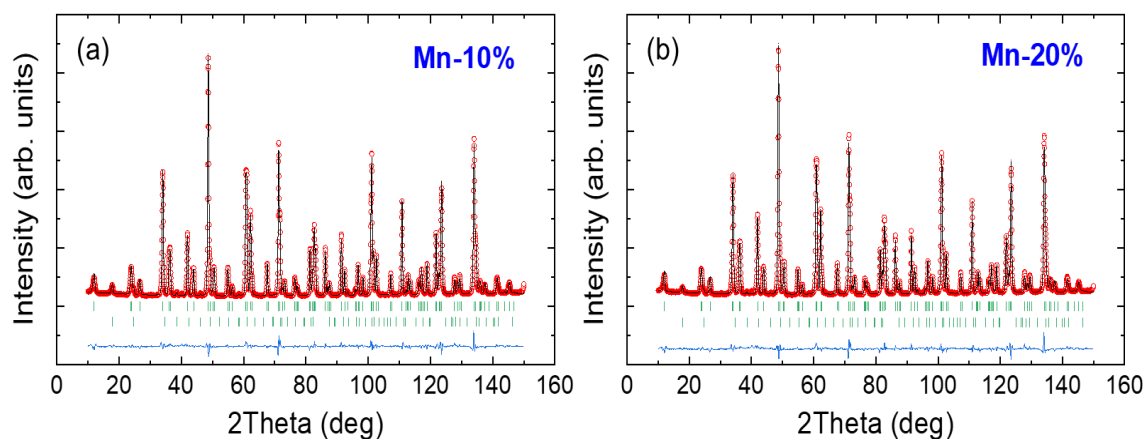 (a)
Mn-10%
Intensity (arb. units)
0 20 40 60 80 100 120 140 160
2Theta (deg)
(b)
Mn-20%
Intensity (arb. units)
0 20 40 60 80 100 120 140 160
2Theta (deg)